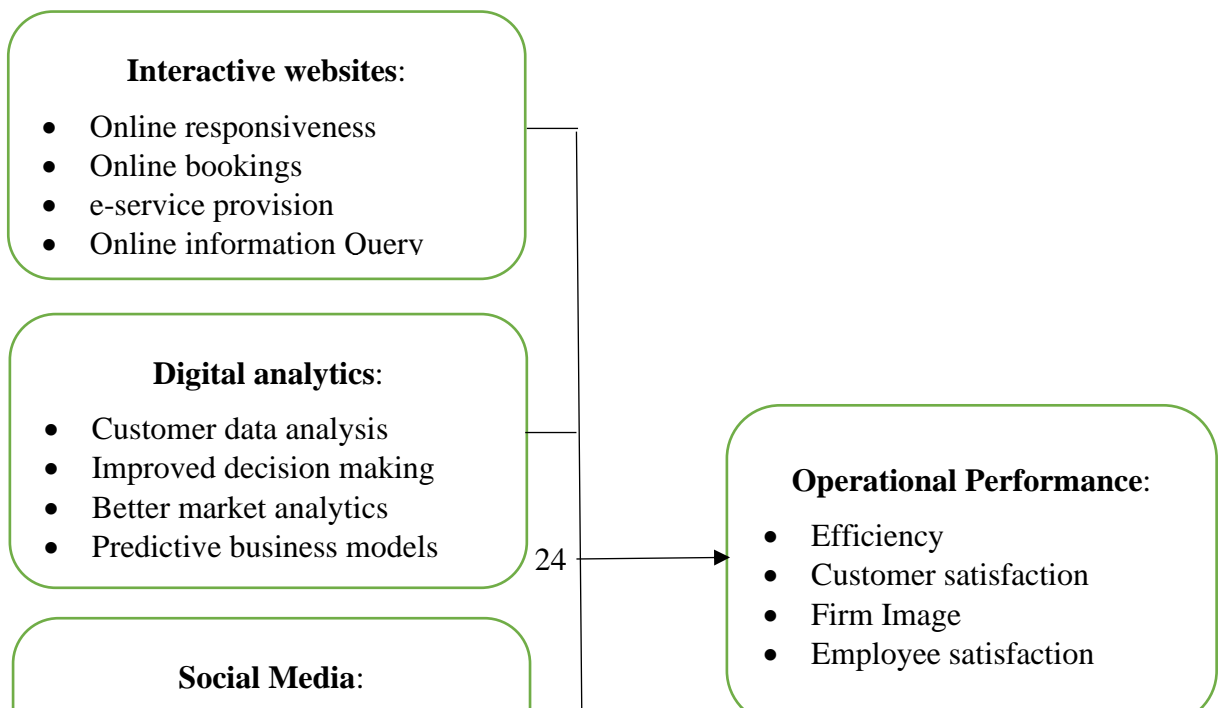 Interactive websites:
• Online responsiveness
• Online bookings
• e-service provision
• Online information Query
Digital analytics:
• Customer data analysis
• Improved decision making
• Better market analytics
• Predictive business models
24
Operational Performance:
• Efficiency
• Customer satisfaction
• Firm Image
• Employee satisfaction
Social Media: